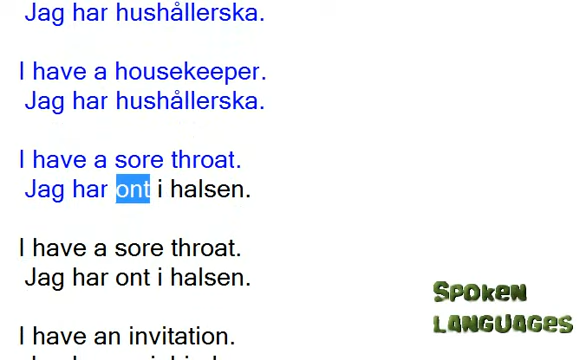 Jag har hushållerska.
I have a housekeeper.
Jag har hushållerska.
I have a sore throat.
Jag har ont i halsen.
I have a sore throat.
Jag har ont i halsen.
I have an invitation.
Spoken
Languages